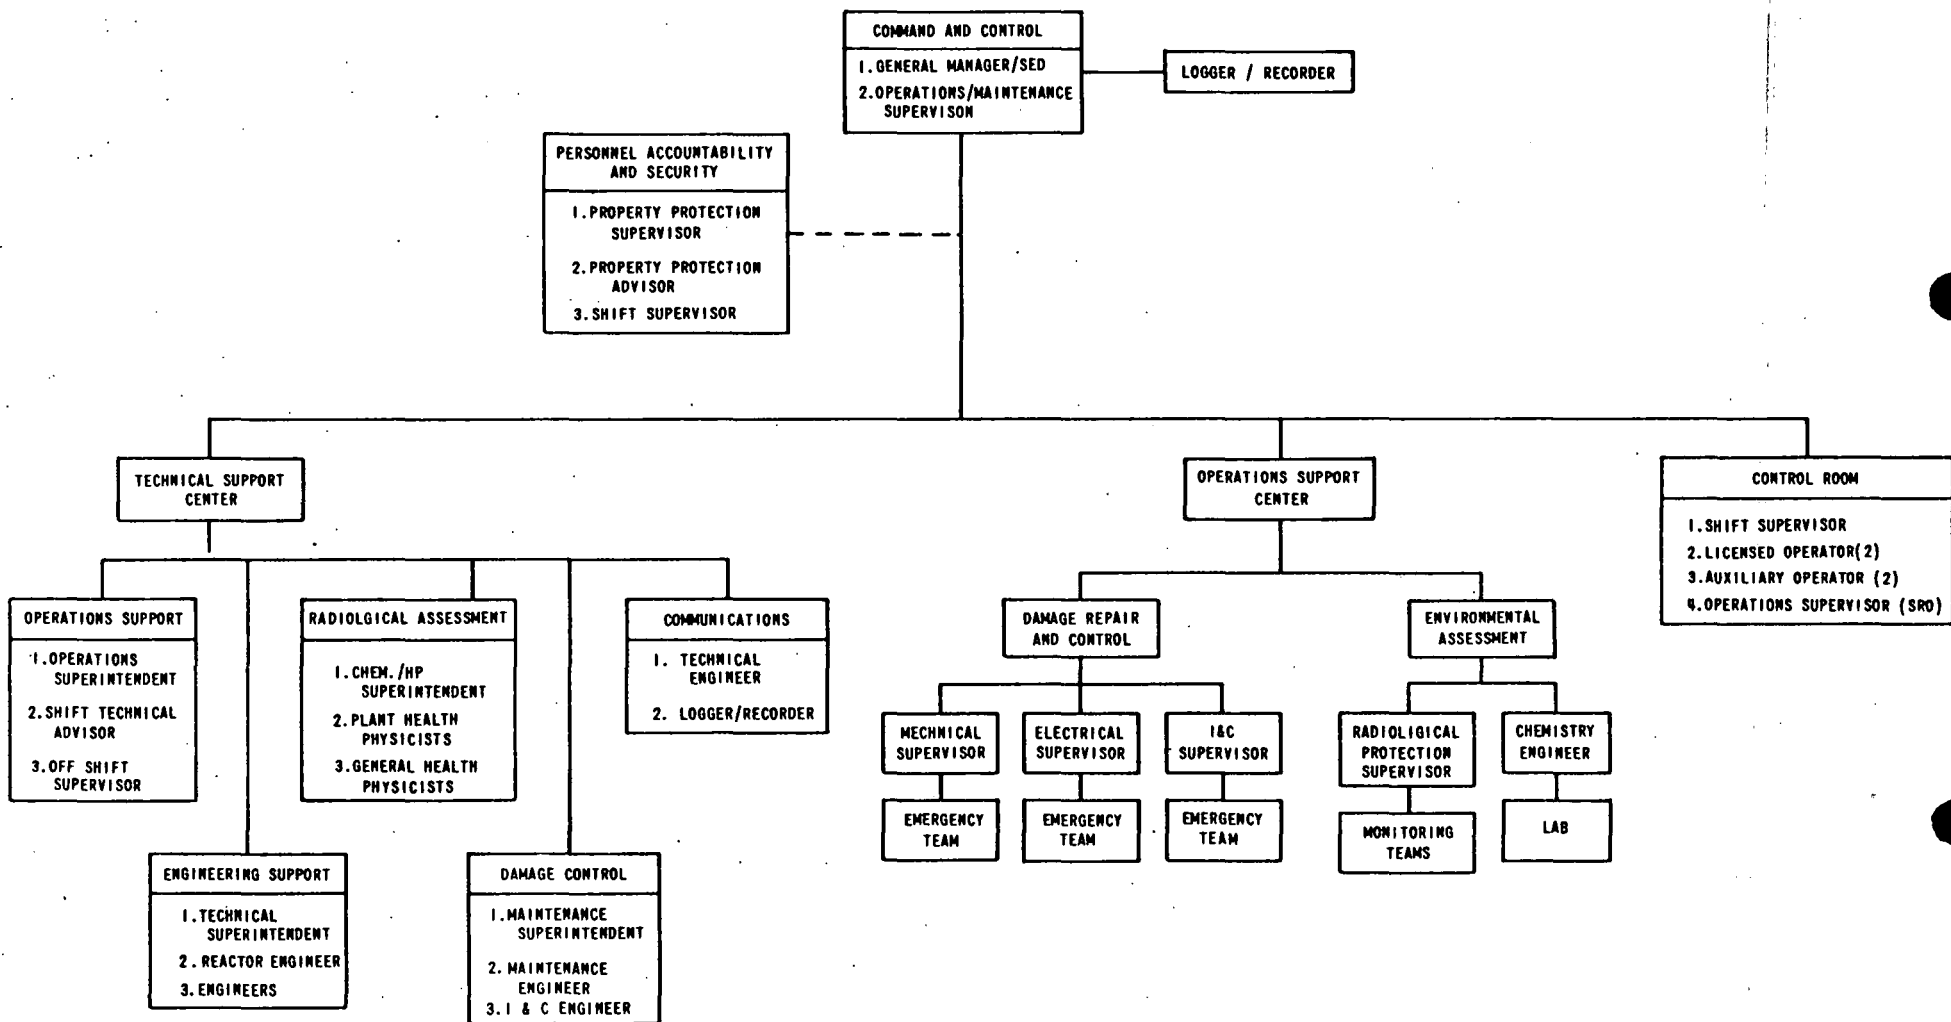 COMMAND AND CONTROL
1. GENERAL MANAGER/SED
2. OPERATIONS/MAINTENANCE
SUPERVISON
LOGGER / RECORDER
PERSONNEL ACCOUNTABILITY
AND SECURITY
1. PROPERTY PROTECTION
SUPERVISOR
2. PROPERTY PROTECTION
ADVISOR
3. SHIFT SUPERVISOR
TECHNICAL SUPPORT
CENTER
OPERATIONS SUPPORT
CENTER
CONTROL ROOM
1. SHIFT SUPERVISOR
2. LICENSED OPERATOR(2)
3. AUXILIARY OPERATOR (2)
4. OPERATIONS SUPERVISOR (SRO)
OPERATIONS SUPPORT
1. OPERATIONS
SUPERINTENDENT
2. SHIFT TECHNICAL
ADVISOR
3. OFF SHIFT
SUPERVISOR
RADIOLGICAL ASSESSMENT
1. CHEM./HP
SUPERINTENDENT
2. PLANT HEALTH
PHYSICISTS
3. GENERAL HEALTH
PHYSICISTS
COMMUNICATIONS
1. TECHNICAL
ENGINEER
2. LOGGER/RECORDER
DAMAGE REPAIR
AND CONTROL
ENVIRONMENTAL
ASSESSMENT
MECHNICAL
SUPERVISOR
ELECTRICAL
SUPERVISOR
I&C
SUPERVISOR
RADIOLIGICAL
PROTECTION
SUPERVISOR
CHEMISTRY
ENGINEER
EMERGENCY
TEAM
EMERGENCY
TEAM
EMERGENCY
TEAM
MONITORING
TEAMS
LAB
ENGINEERING SUPPORT
1. TECHNICAL
SUPERINTENDENT
2. REACTOR ENGINEER
3. ENGINEERS
DAMAGE CONTROL
1. MAINTENANCE
SUPERINTENDENT
2. MAINTENANCE
ENGINEER
3. I & C ENGINEER